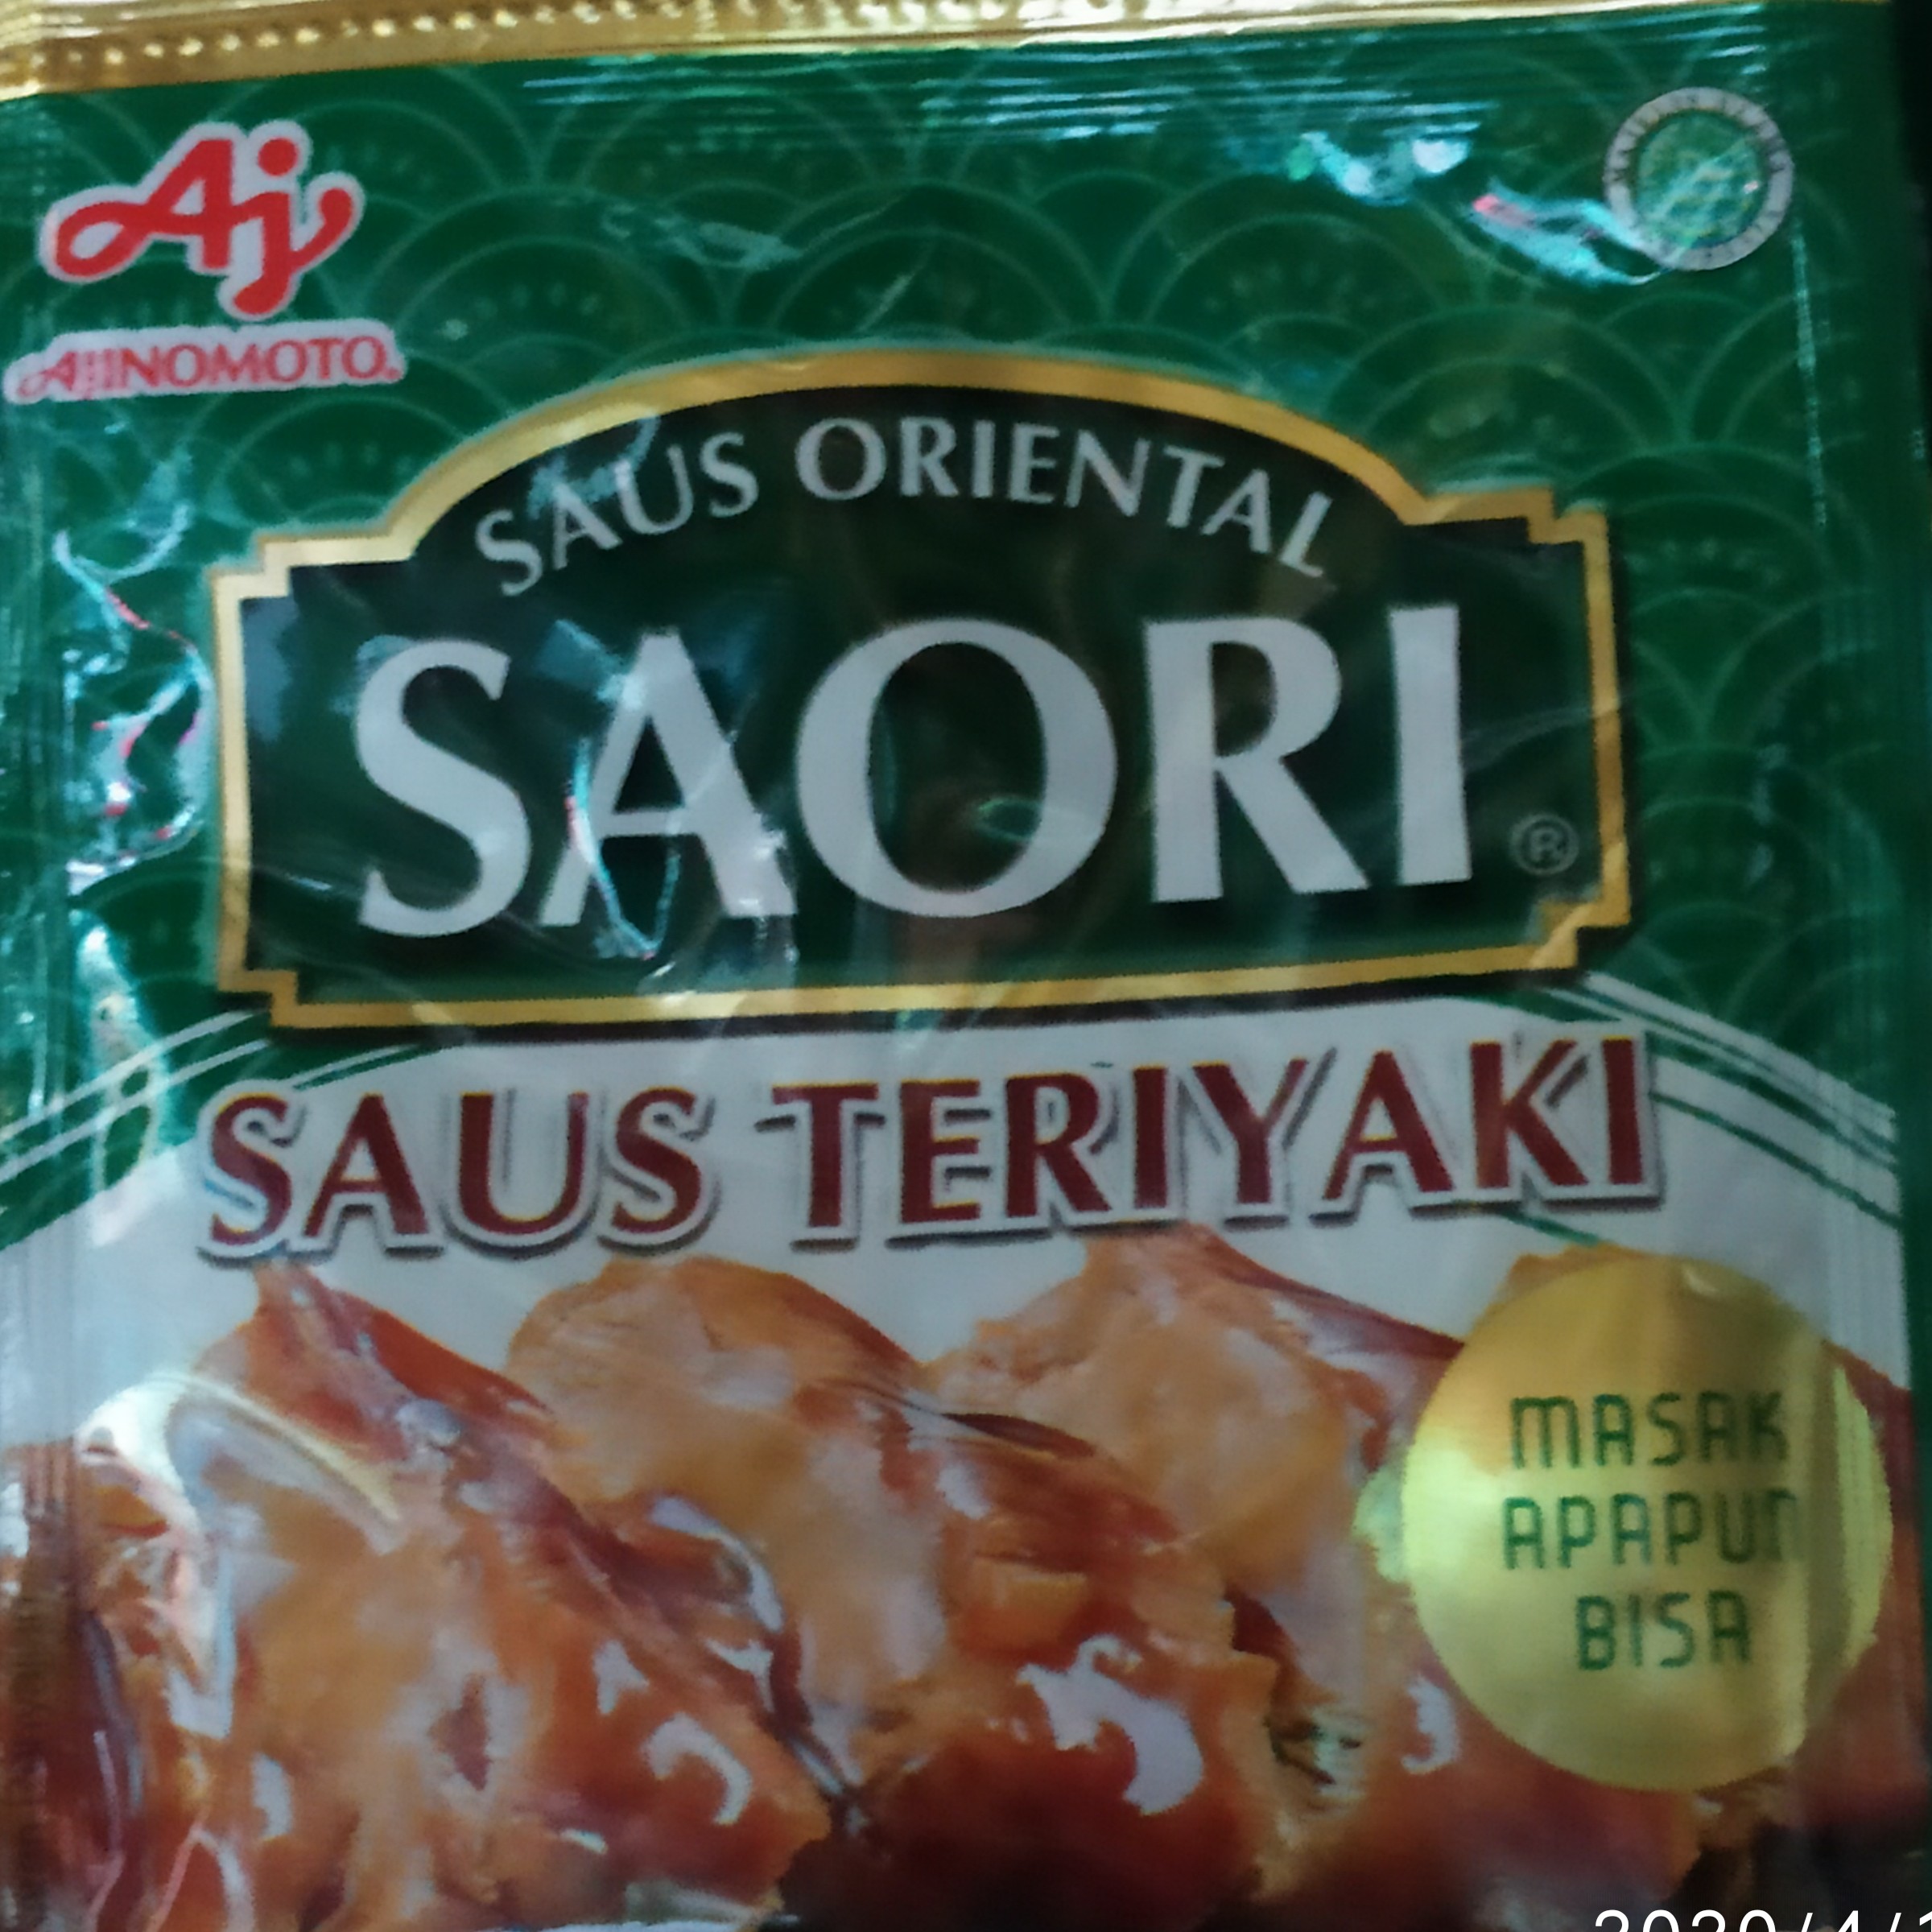 Aj
AJINOMOTO®
SAUS ORIENTAL
SAORI®
SAUS TERIYAKI
MASAK
APAPUN
BISA